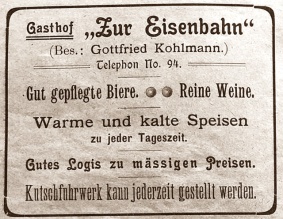 Gasthof „Zur Eisenbahn“
(Bes.: Gottfried Kohlmann.)
Telephon No. 94.
Gut gepflegte Biere. Reine Weine.
Warme und kalte Speisen
zu jeder Tageszeit.
Gutes Logis zu mässigen Preisen.
Kutschfuhrwerk kann jederzeit gestellt werden.